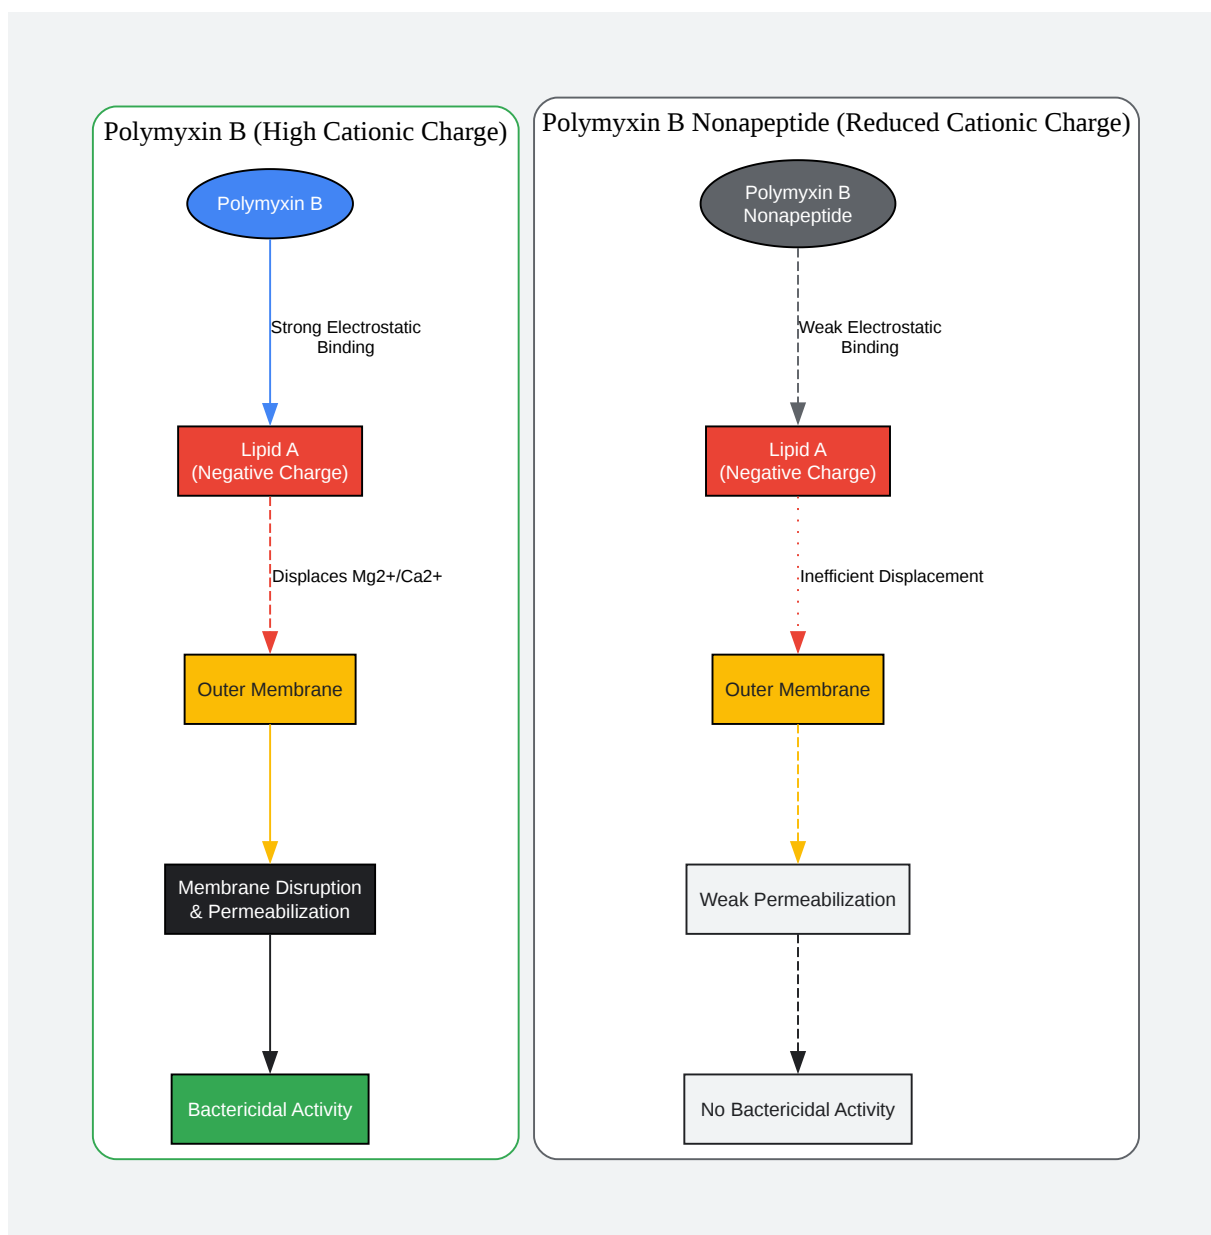 Polymyxin B (High Cationic Charge)
Polymyxin B
Strong Electrostatic
Binding
Lipid A
(Negative Charge)
Displaces Mg2+/Ca2+
Outer Membrane
Membrane Disruption
& Permeabilization
Bactericidal Activity
Polymyxin B Nonapeptide (Reduced Cationic Charge)
Polymyxin B
Nonapeptide
Weak Electrostatic
Binding
Lipid A
(Negative Charge)
Inefficient Displacement
Outer Membrane
Weak Permeabilization
No Bactericidal Activity